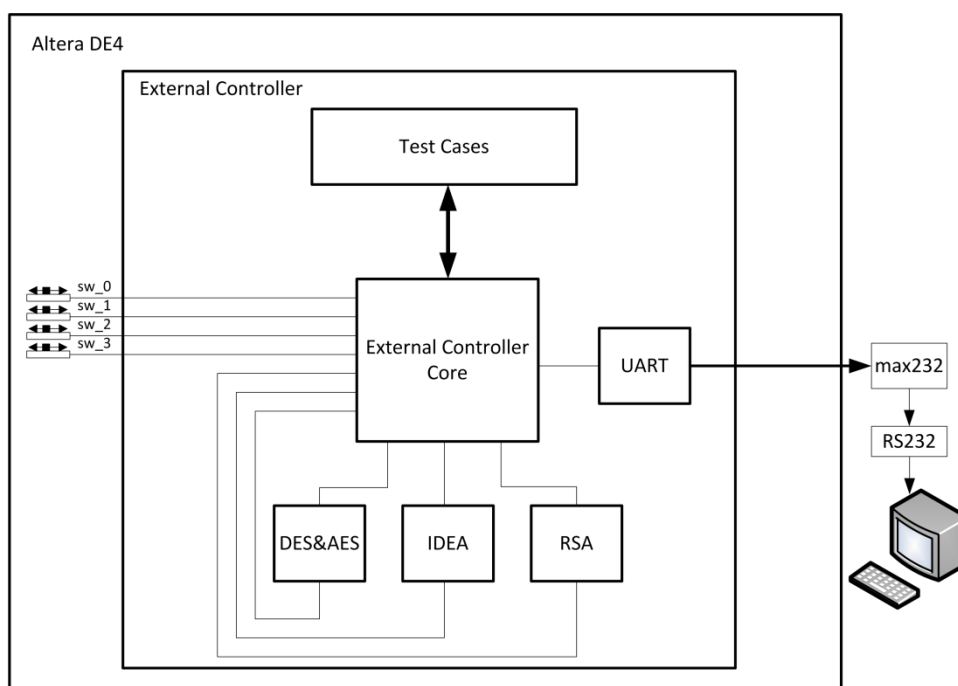 Altera DE4
External Controller
Test Cases
sw_0
sw_1
sw_2
sw_3
External Controller
Core
UART
max232
RS232
DES&AES
IDEA
RSA